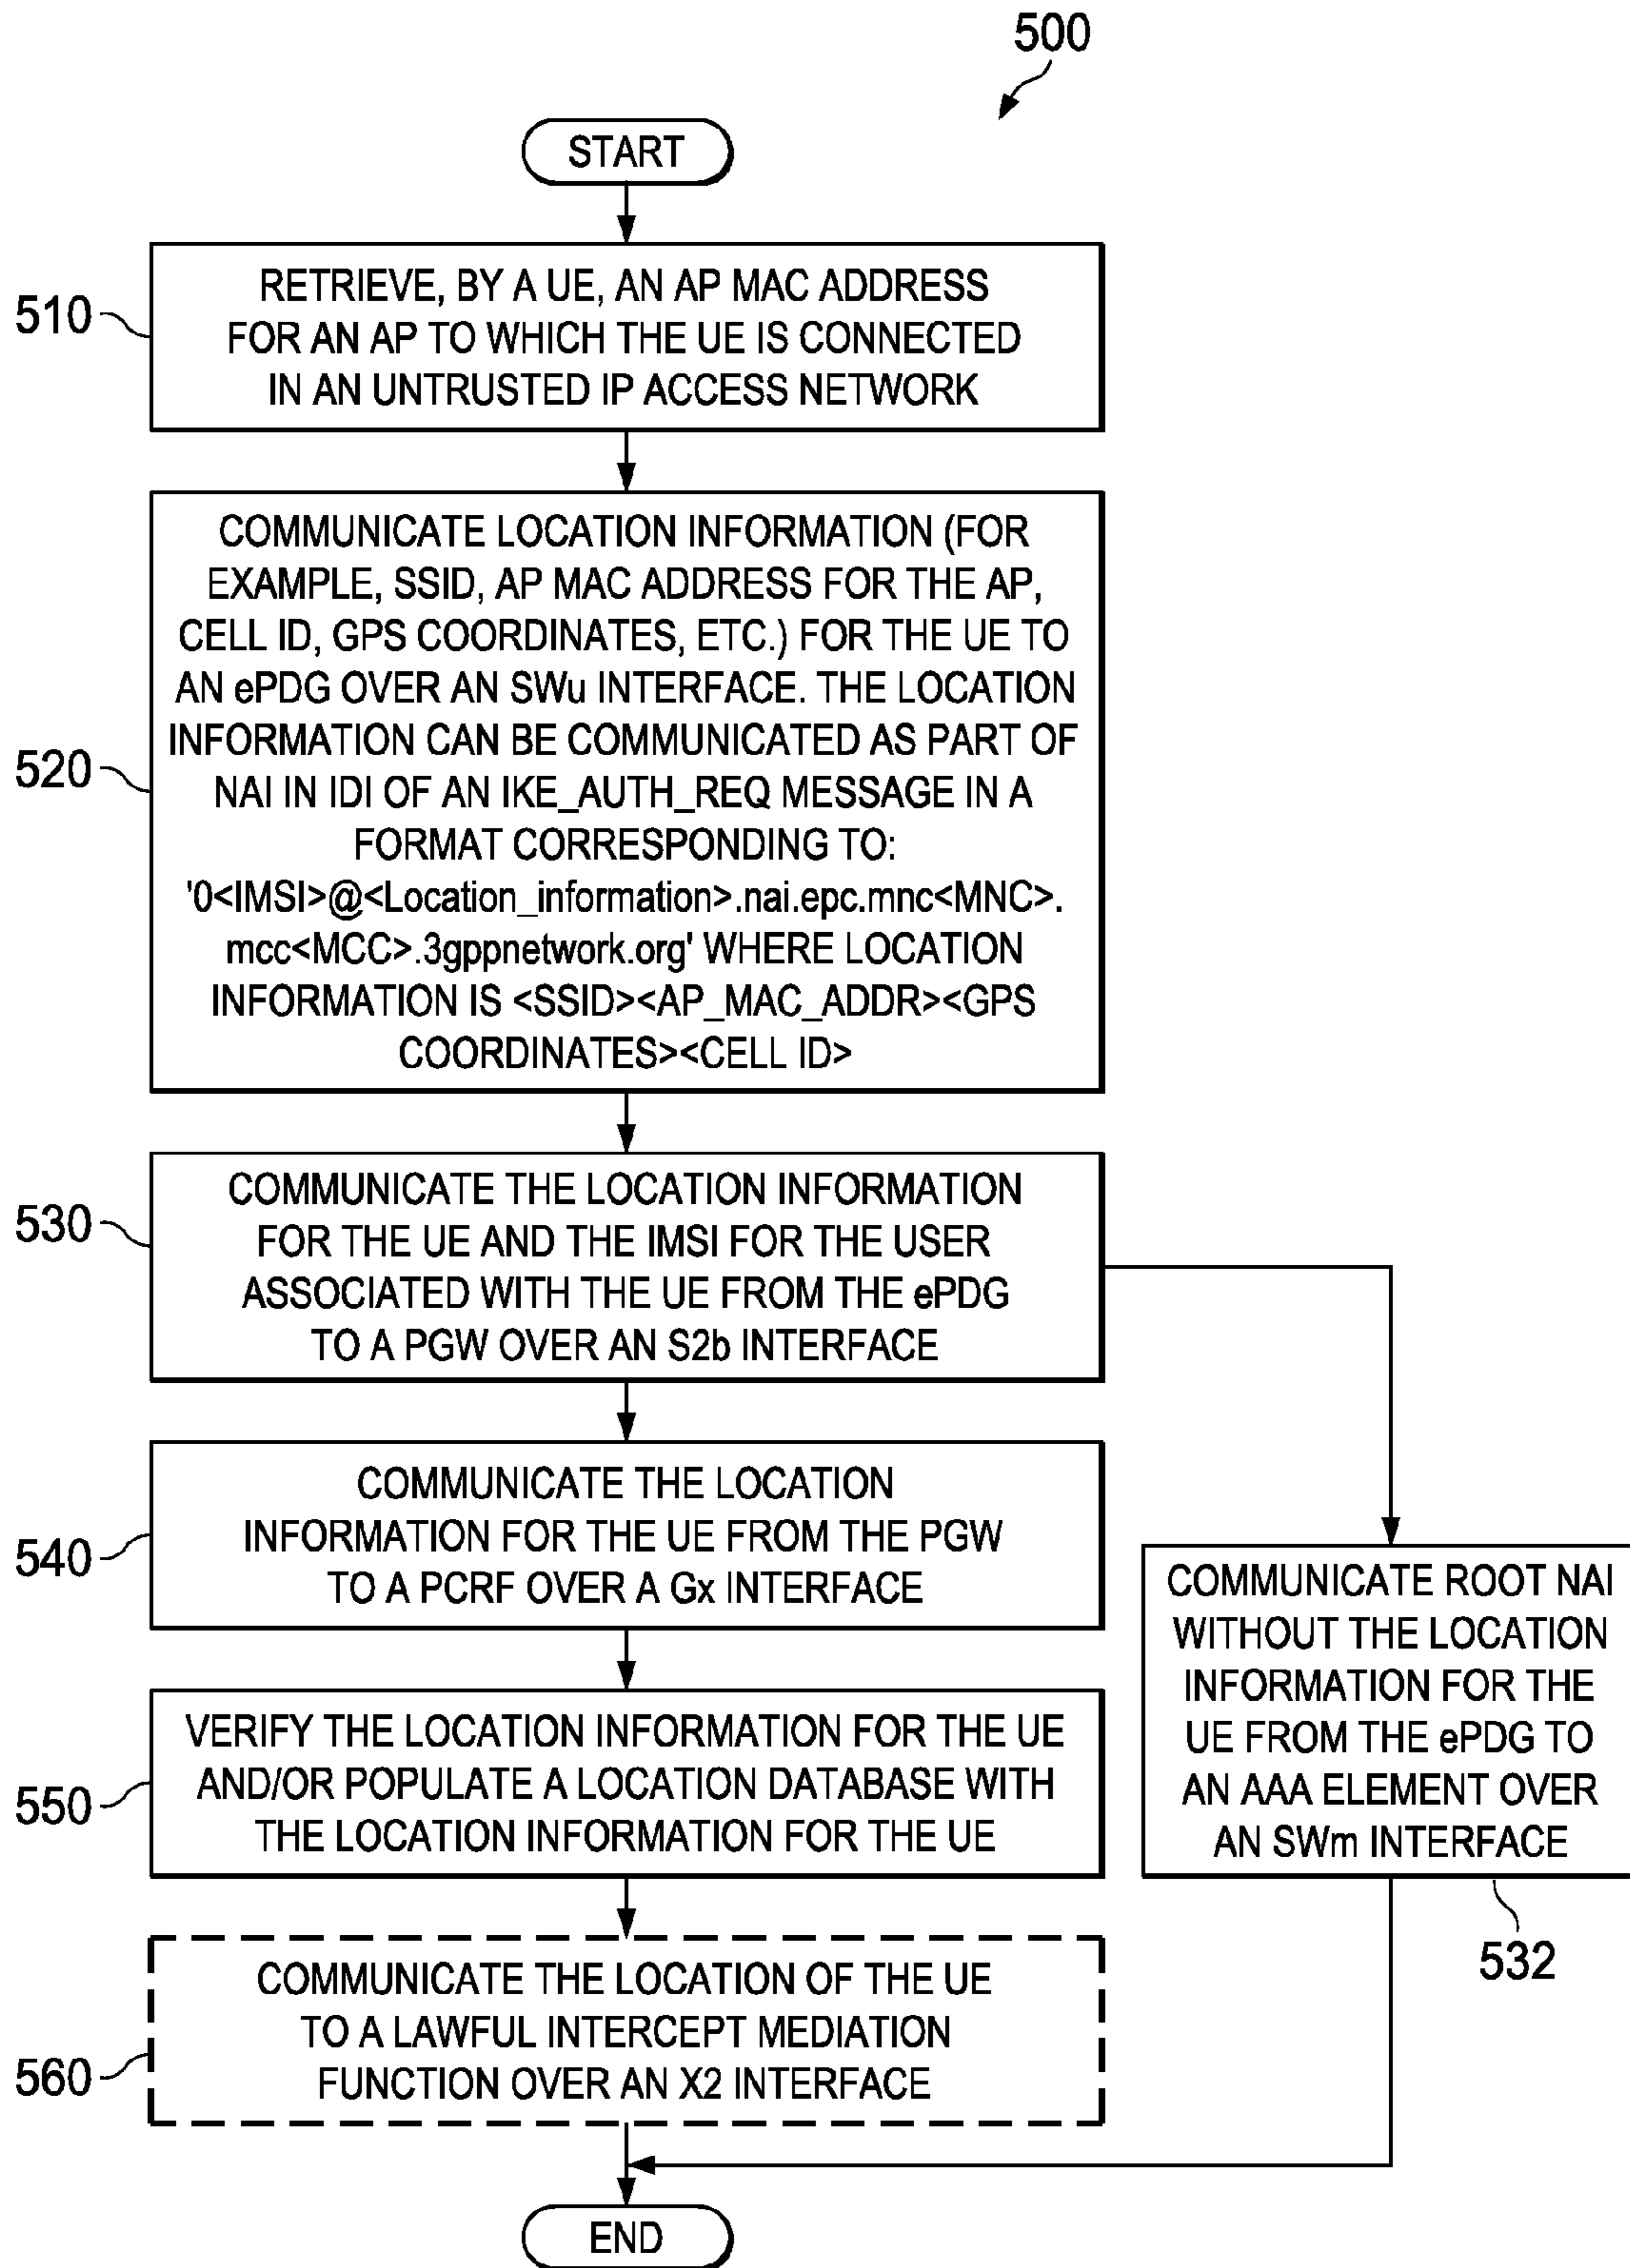 500
START
510
RETRIEVE, BY A UE, AN AP MAC ADDRESS
FOR AN AP TO WHICH THE UE IS CONNECTED
IN AN UNTRUSTED IP ACCESS NETWORK
520
COMMUNICATE LOCATION INFORMATION (FOR
EXAMPLE, SSID, AP MAC ADDRESS FOR THE AP,
CELL ID, GPS COORDINATES, ETC.) FOR THE UE TO
AN ePDG OVER AN SWu INTERFACE. THE LOCATION
INFORMATION CAN BE COMMUNICATED AS PART OF
NAI IN IDI OF AN IKE_AUTH_REQ MESSAGE IN A
FORMAT CORRESPONDING TO:
'0<IMSI>@<Location_information>.nai.epc.mnc<MNC>.
mcc<MCC>.3gppnetwork.org' WHERE LOCATION
INFORMATION IS <SSID><AP_MAC_ADDR><GPS
COORDINATES><CELL ID>
530
COMMUNICATE THE LOCATION INFORMATION
FOR THE UE AND THE IMSI FOR THE USER
ASSOCIATED WITH THE UE FROM THE ePDG
TO A PGW OVER AN S2b INTERFACE
540
COMMUNICATE THE LOCATION
INFORMATION FOR THE UE FROM THE PGW
TO A PCRF OVER A Gx INTERFACE
COMMUNICATE ROOT NAI
WITHOUT THE LOCATION
INFORMATION FOR THE
UE FROM THE ePDG TO
AN AAA ELEMENT OVER
AN SWm INTERFACE
532
550
VERIFY THE LOCATION INFORMATION FOR THE UE
AND/OR POPULATE A LOCATION DATABASE WITH
THE LOCATION INFORMATION FOR THE UE
560
COMMUNICATE THE LOCATION OF THE UE
TO A LAWFUL INTERCEPT MEDIATION
FUNCTION OVER AN X2 INTERFACE
END